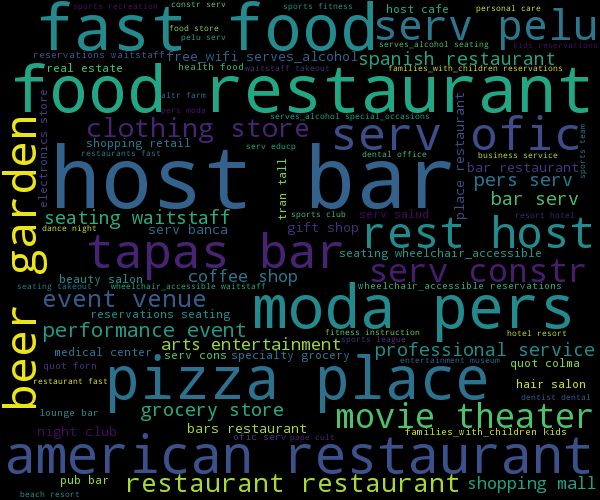 sports recreation
constr serv
sports fitness
personal care
fast food
host cafe
serv pelu
food store
pelu serv
serves_alcohol seating
kids reservations
reservations waitstaff
free_wifi serves_alcohol
spanish restaurant
real estate
health food
waitstaff takeout
families_with_children reservations
food restaurant
altr farm
pers moda
electronics store
place restaurant
serves_alcohol special_occasions
clothing store
serv ofic
sports team
shopping retail
restaurants fast
serv educp
dental office
business service
host bar
bar restaurant
tran tall
pers serv
bar serv
beer garden
seating waitstaff
sports club
serv salud
resort hotel
dance night
serv banca
gift shop
rest host
tapas bar
seating wheelchair_accessible
beauty salon
coffee shop
serv constr
seating takeout
wheelchair_accessible waitstaff
wheelchair_accessible reservations
event venue
moda pers
reservations seating
performance event
fitness instruction
hotel resort
arts entertainment
sports league
professional service
medical center
serv cons
specialty grocery
entertainment museum
quot forn
pizza place
quot colma
restaurant fast
hair salon
dentist dental
grocery store
lounge bar
movie theater
night club
bars restaurant
families_with_children kids
ofic serv
pape cult
american restaurant
pub bar
restaurant restaurant
shopping mall
beach resort